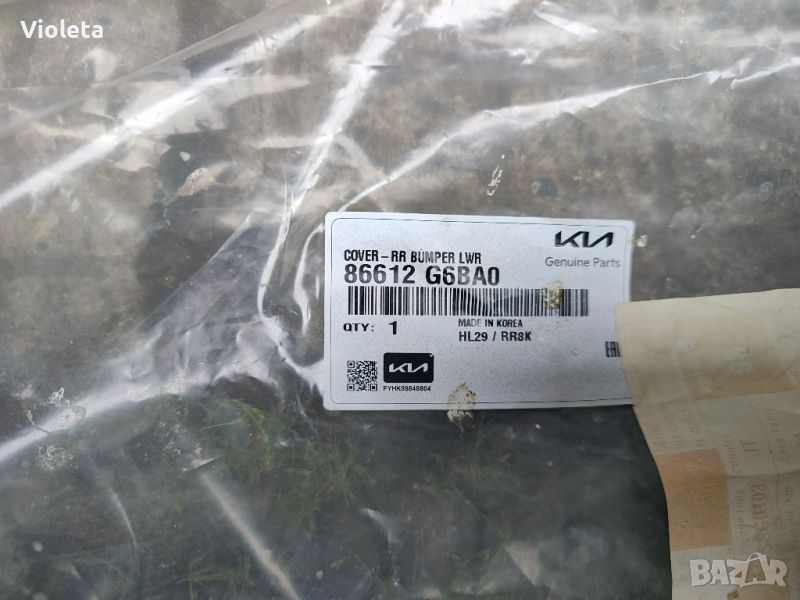 Violeta
KIA
COVER-RR BUMPER LWR
Genuine Parts
86612 G6BA0
QTY: 1
MADE IN KOREA
HL29 / RR8K
KIA
FYHK09848804
BAZAR